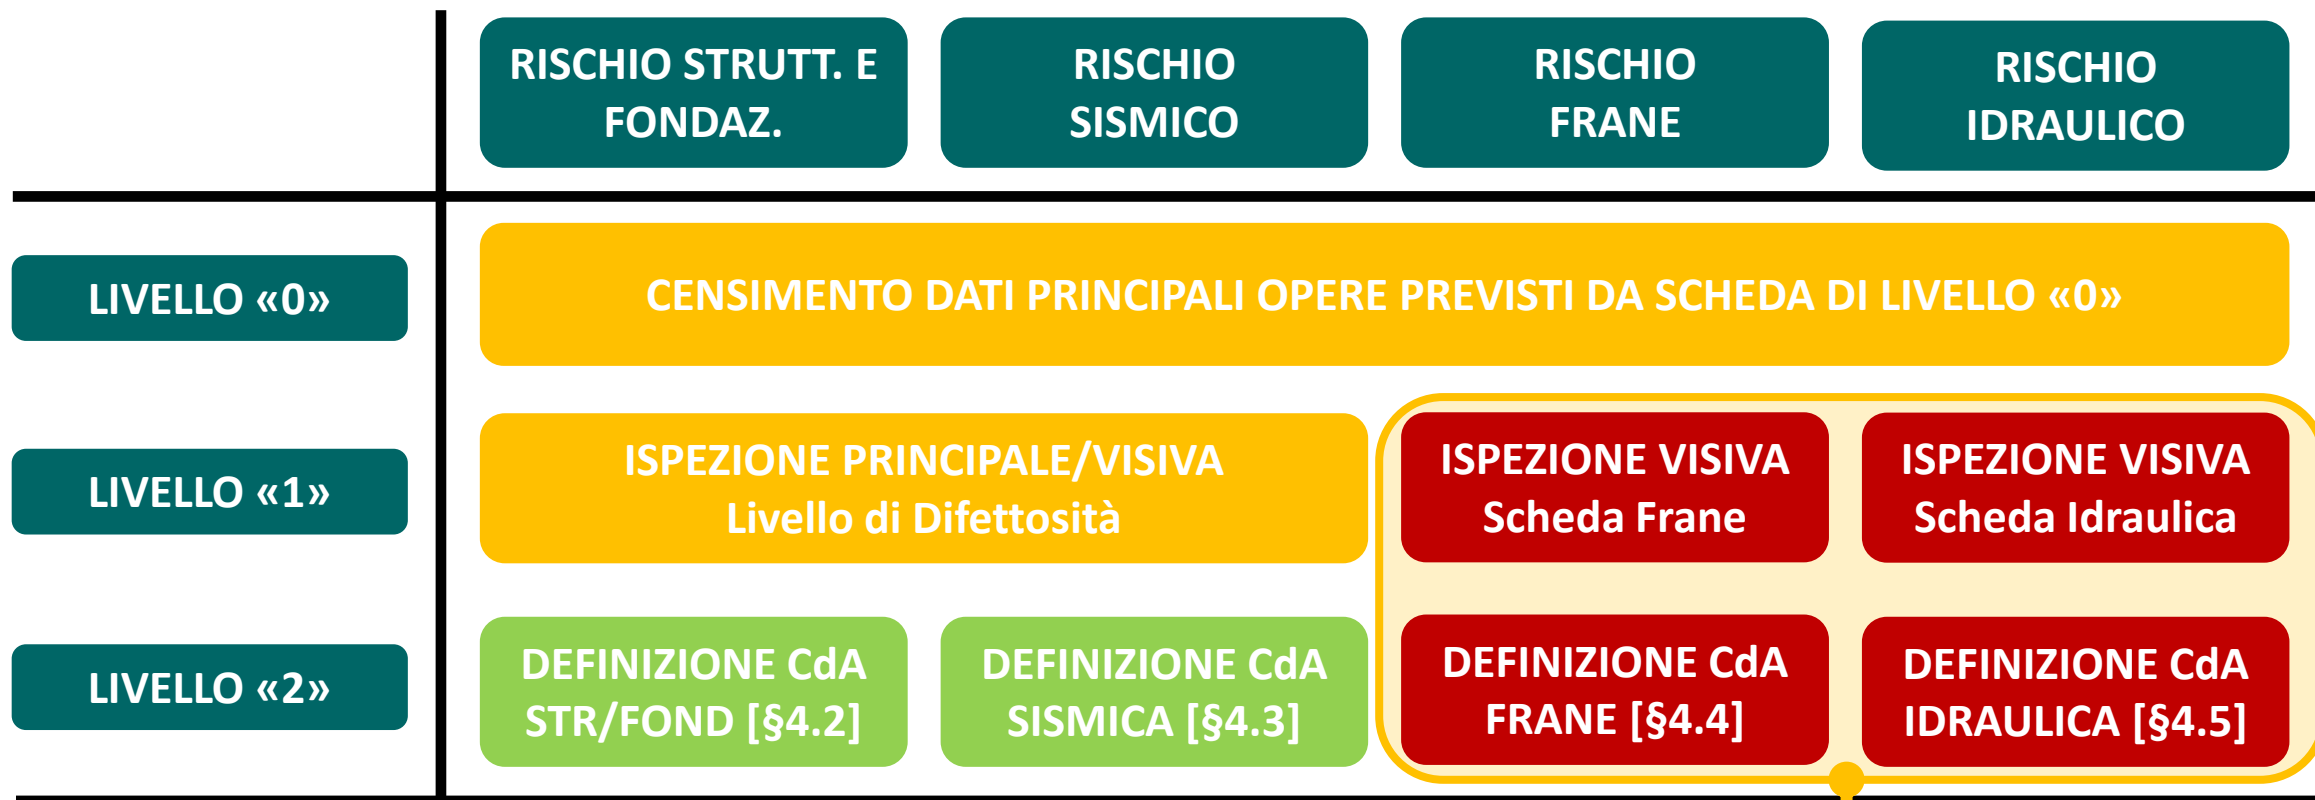 RISCHIO STRUTT. E
FONDAZ.
RISCHIO
SISMICO
RISCHIO
FRANE
RISCHIO
IDRAULICO
LIVELLO «0»
CENSIMENTO DATI PRINCIPALI OPERE PREVISTI DA SCHEDA DI LIVELLO «0»
LIVELLO «1»
ISPEZIONE PRINCIPALE/VISIVA
Livello di Difettosità
ISPEZIONE VISIVA
Scheda Frane
ISPEZIONE VISIVA
Scheda Idraulica
LIVELLO «2»
DEFINIZIONE CdA
STR/FOND [§4.2]
DEFINIZIONE CdA
SISMICA [§4.3]
DEFINIZIONE CdA
FRANE [§4.4]
DEFINIZIONE CdA
IDRAULICA [§4.5]